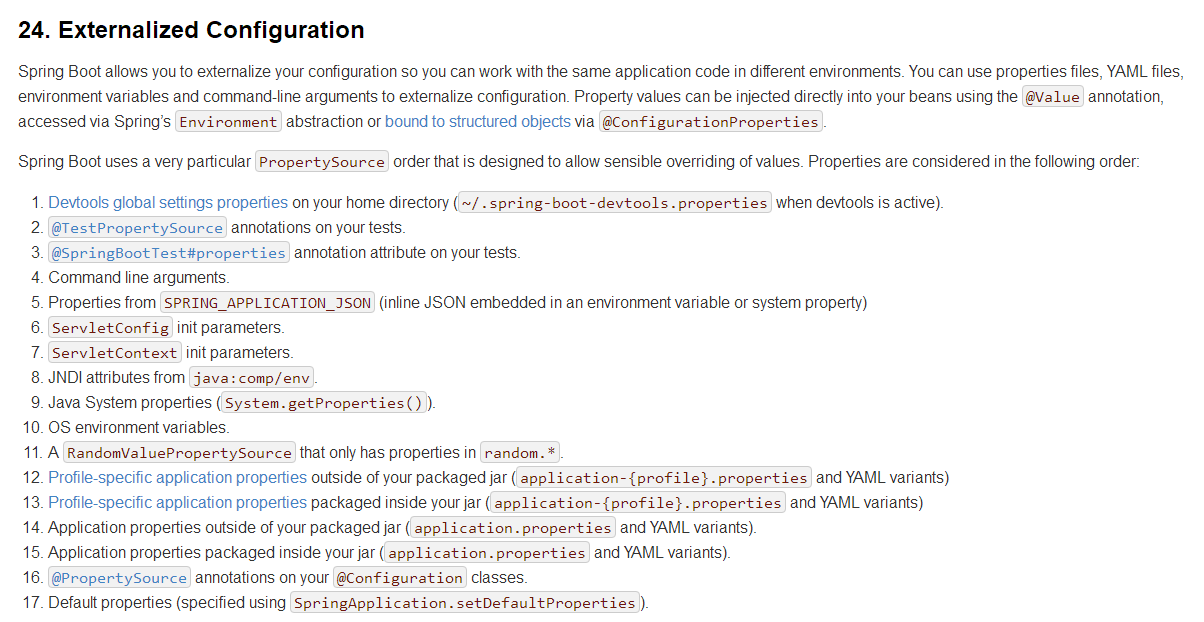 24. Externalized Configuration
Spring Boot allows you to externalize your configuration so you can work with the same application code in different environments. You can use properties files, YAML files,
environment variables and command-line arguments to externalize configuration. Property values can be injected directly into your beans using the @Value annotation,
accessed via Spring’s Environment abstraction or bound to structured objects via @ConfigurationProperties.
Spring Boot uses a very particular PropertySource order that is designed to allow sensible overriding of values. Properties are considered in the following order:
1. Devtools global settings properties on your home directory (~/.spring-boot-devtools.properties when devtools is active).
2. @TestPropertySource annotations on your tests.
3. @SpringBootTest#properties annotation attribute on your tests.
4. Command line arguments.
5. Properties from SPRING_APPLICATION_JSON (inline JSON embedded in an environment variable or system property)
6. ServletConfig init parameters.
7. ServletContext init parameters.
8. JNDI attributes from java:comp/env.
9. Java System properties (System.getProperties()).
10. OS environment variables.
11. A RandomValuePropertySource that only has properties in random.*.
12. Profile-specific application properties outside of your packaged jar (application-{profile}.properties and YAML variants)
13. Profile-specific application properties packaged inside your jar (application-{profile}.properties and YAML variants)
14. Application properties outside of your packaged jar (application.properties and YAML variants).
15. Application properties packaged inside your jar (application.properties and YAML variants).
16. @PropertySource annotations on your @Configuration classes.
17. Default properties (specified using SpringApplication.setDefaultProperties).